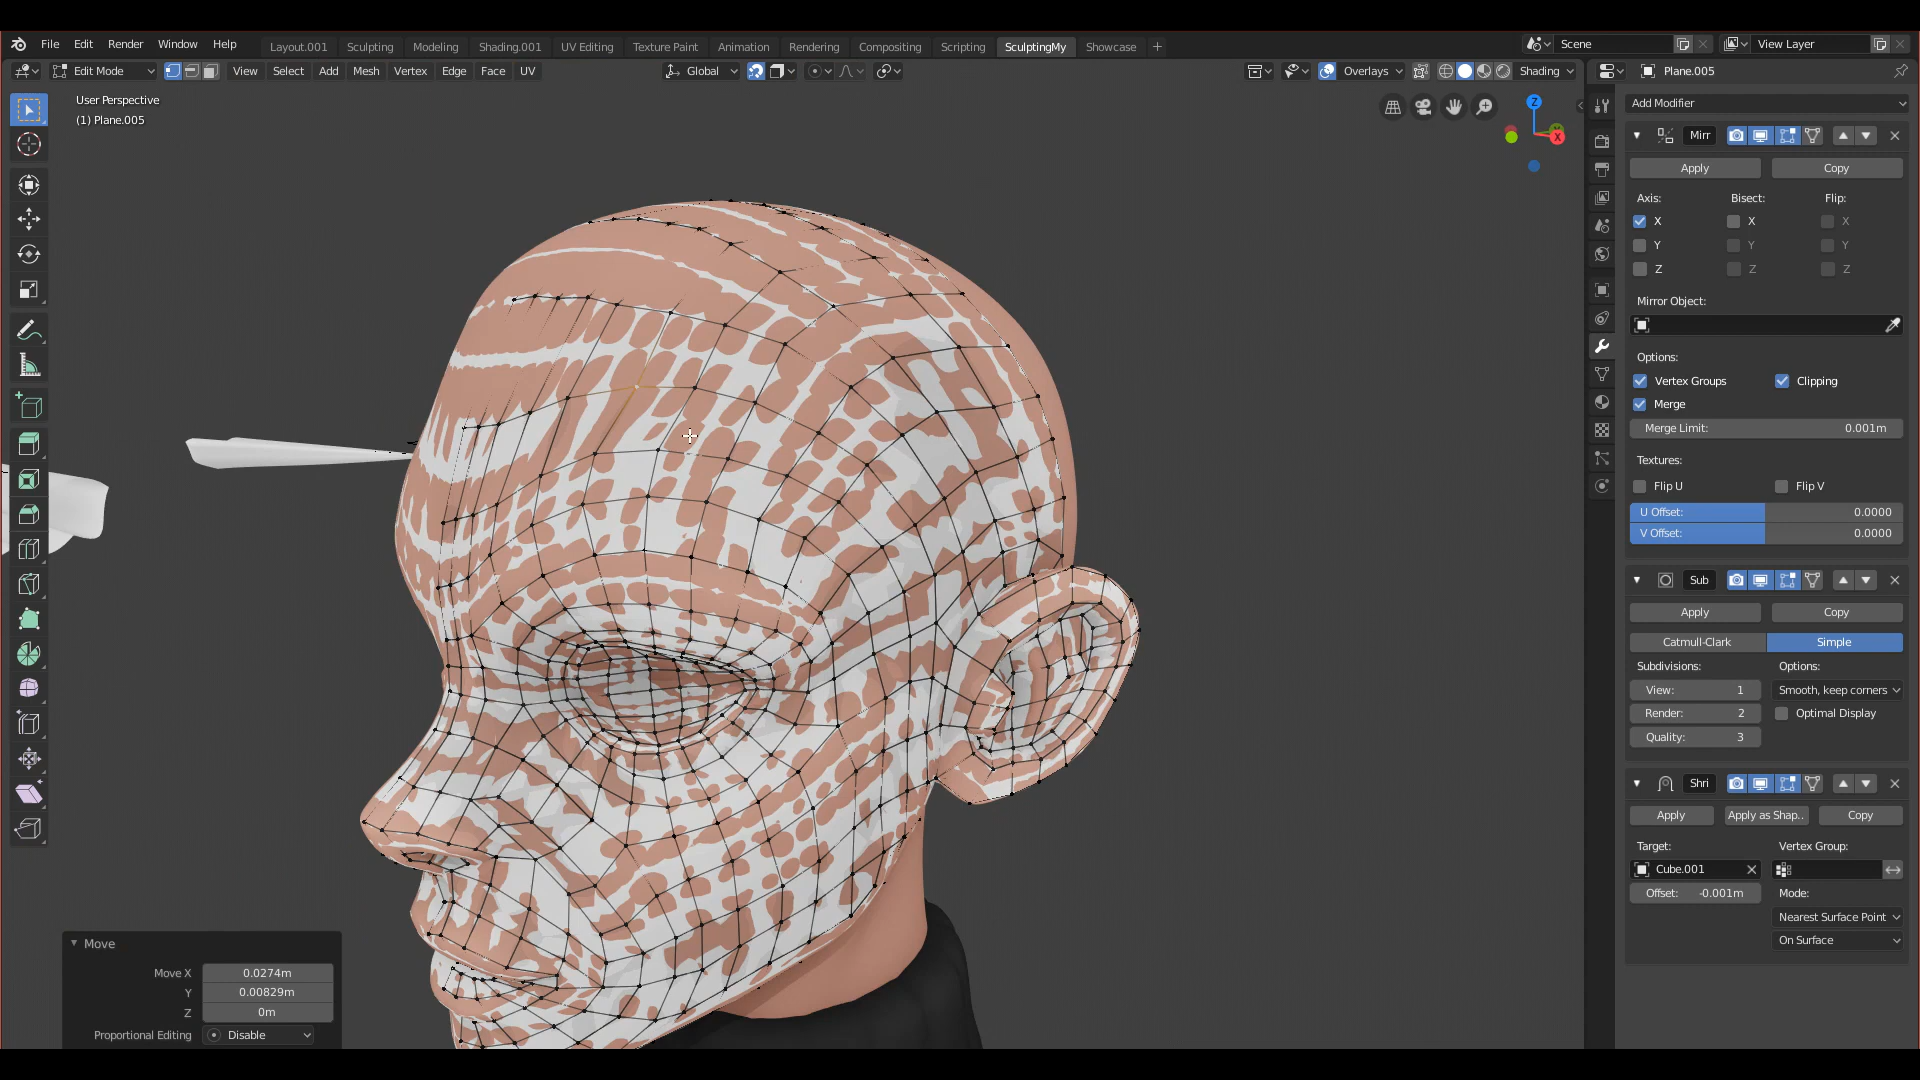 File Edit Render Window Help Layout.001 Sculpting Modeling Shading.001 UV Editing Texture Paint Animation Rendering Compositing Scripting SculptingMy Showcase + Scene View Layer
Edit Mode View Select Add Mesh Vertex Edge Face UV Global Overlays Shading Plane.005
User Perspective
(1) Plane.005
Z
X
Add Modifier
Mirr
Apply Copy
Axis: Bisect: Flip:
X X X
Y Y Y
Z Z Z
Mirror Object:
Options:
Vertex Groups Clipping
Merge
Merge Limit: 0.001m
Textures:
Flip U Flip V
U Offset: 0.0000
V Offset: 0.0000
Sub
Apply Copy
Catmull-Clark Simple
Subdivisions: Options:
View: 1 Smooth, keep corners
Render: 2 Optimal Display
Quality: 3
Shri
Apply Apply as Shap.. Copy
Target: Vertex Group:
Cube.001
Offset: -0.001m Mode:
Nearest Surface Point
On Surface
Move
Move X 0.0274m
Y 0.00829m
Z 0m
Proportional Editing Disable